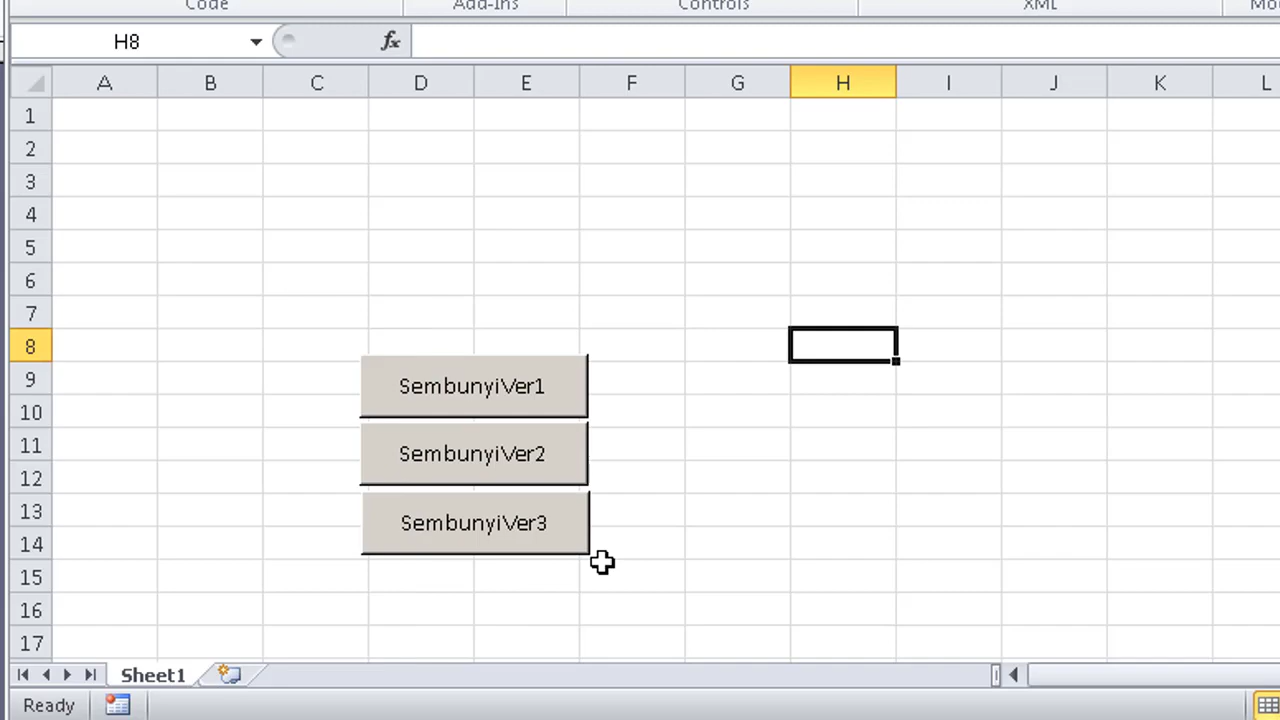 Code Add-Ins Controls XML
H8 fx
A B C D E F G H I J K L
1
2
3
4
5
6
7
8
9
SembunyiVer1
10
11
SembunyiVer2
12
13
SembunyiVer3
14
15
16
17
Sheet1
Ready